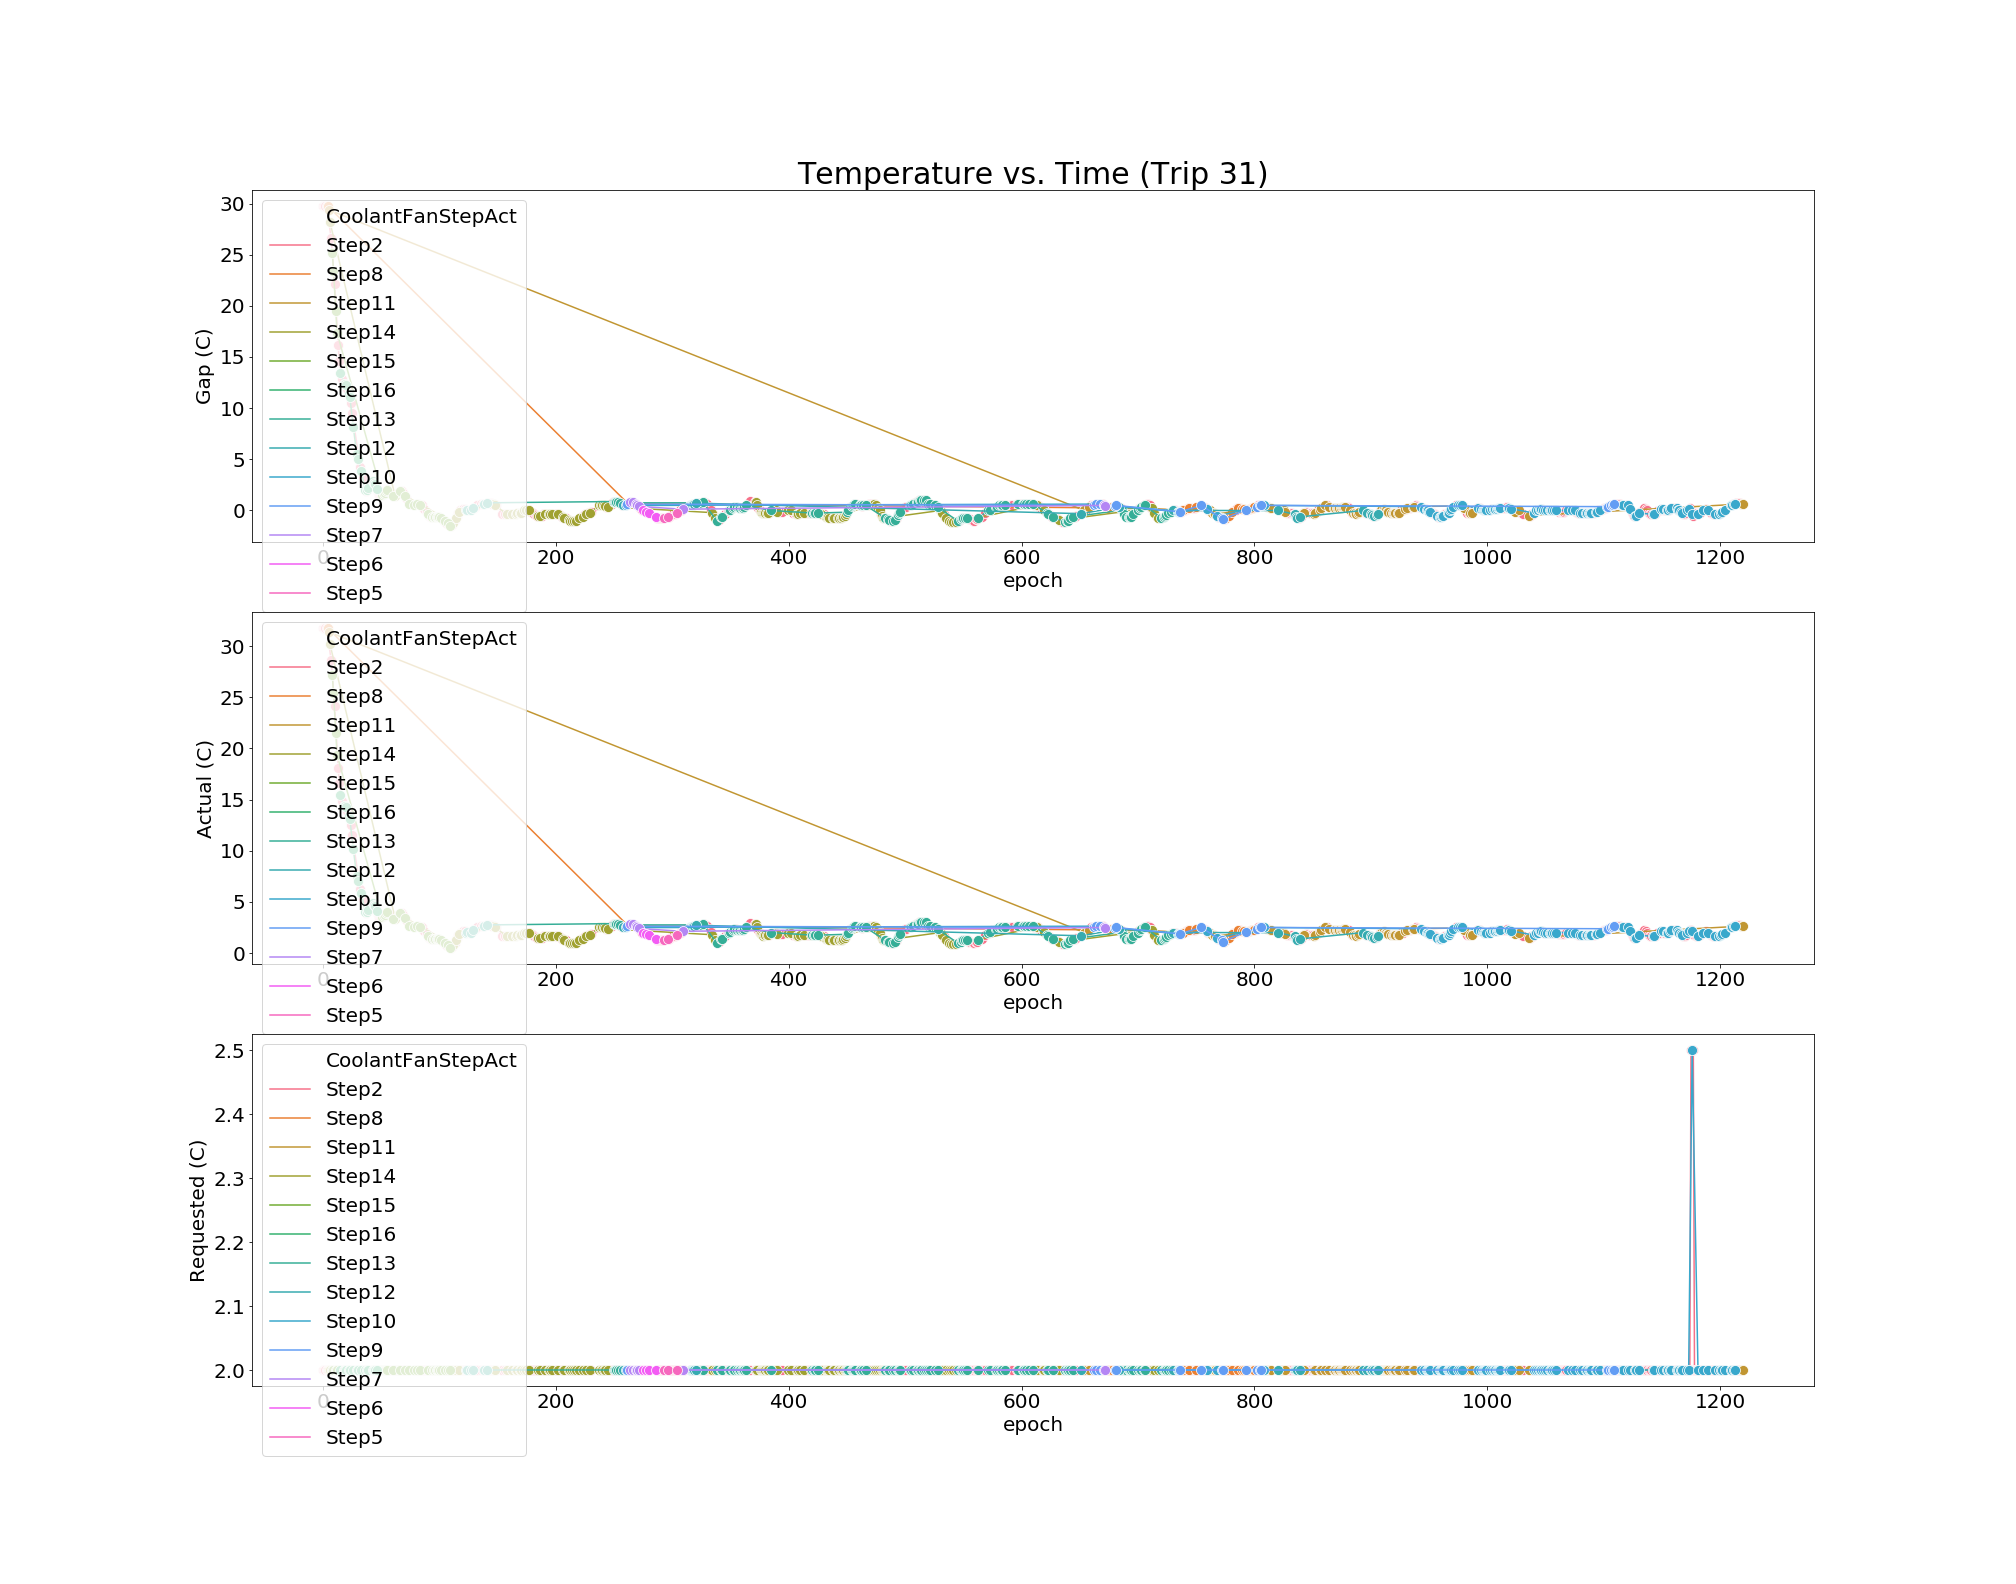 Temperature vs. Time (Trip 31)
30
25
20
15
10
5
0
Gap (C)
CoolantFanStepAct
Step2
Step8
Step11
Step14
Step15
Step16
Step13
Step12
Step10
Step9
Step7
Step6
Step5
0 200 400 600 800 1000 1200
epoch
30
25
20
15
10
5
0
Actual (C)
CoolantFanStepAct
Step2
Step8
Step11
Step14
Step15
Step16
Step13
Step12
Step10
Step9
Step7
Step6
Step5
0 200 400 600 800 1000 1200
epoch
2.5
2.4
2.3
2.2
2.1
2.0
Requested (C)
CoolantFanStepAct
Step2
Step8
Step11
Step14
Step15
Step16
Step13
Step12
Step10
Step9
Step7
Step6
Step5
0 200 400 600 800 1000 1200
epoch